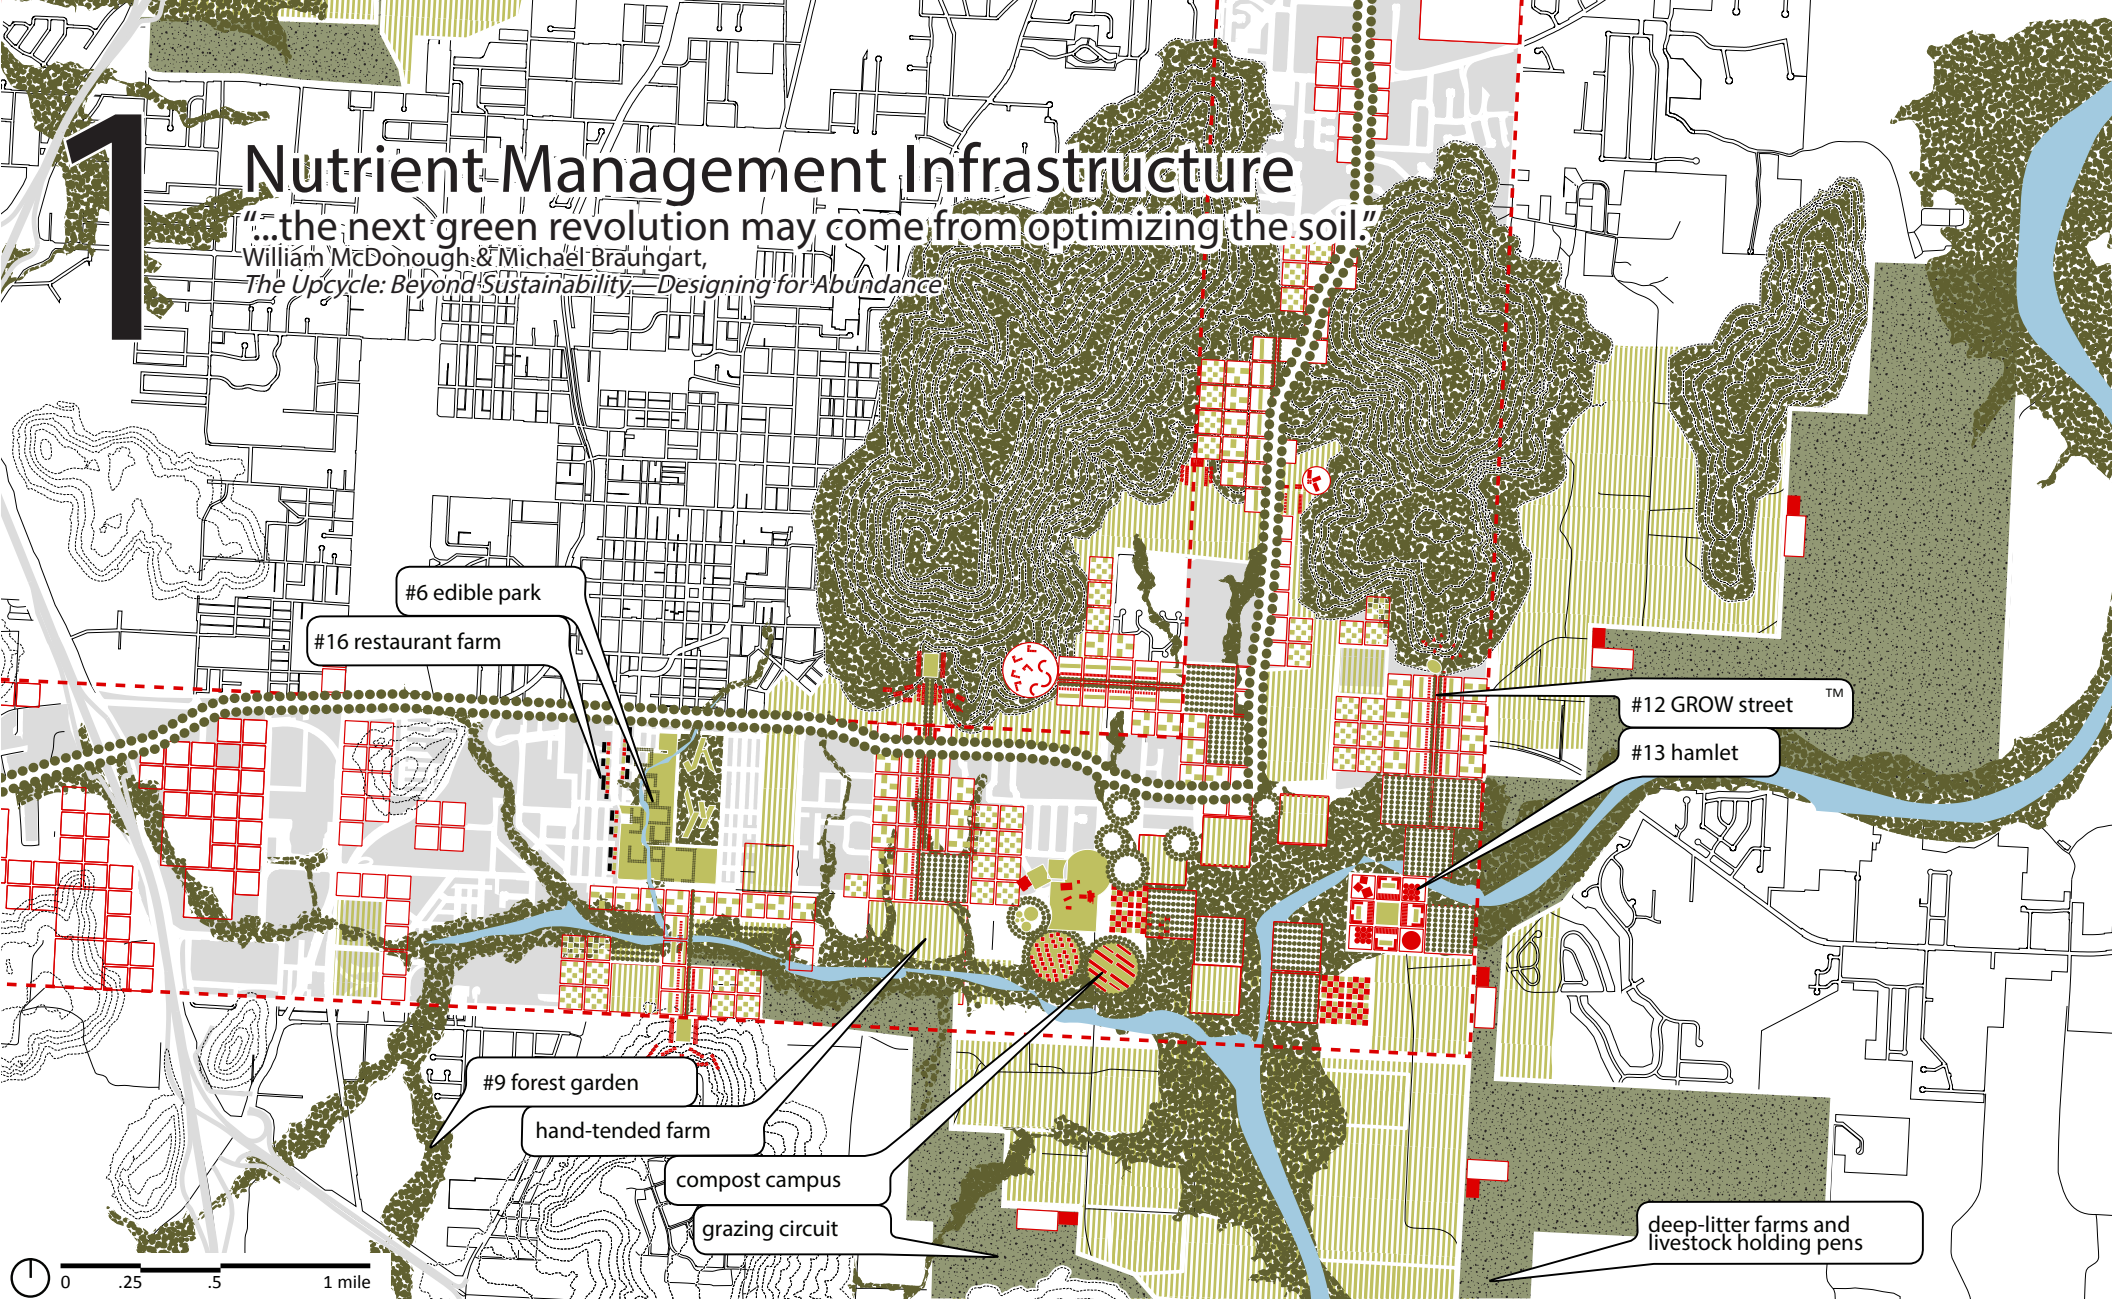 1
Nutrient Management Infrastructure
“...the next green revolution may come from optimizing the soil.”
William McDonough & Michael Braungart,
The Upcycle: Beyond Sustainability—Designing for Abundance
#6 edible park
#16 restaurant farm
#12 GROW street ™
#13 hamlet
#9 forest garden
hand-tended farm
compost campus
grazing circuit
deep-litter farms and
livestock holding pens
0 .25 .5 1 mile